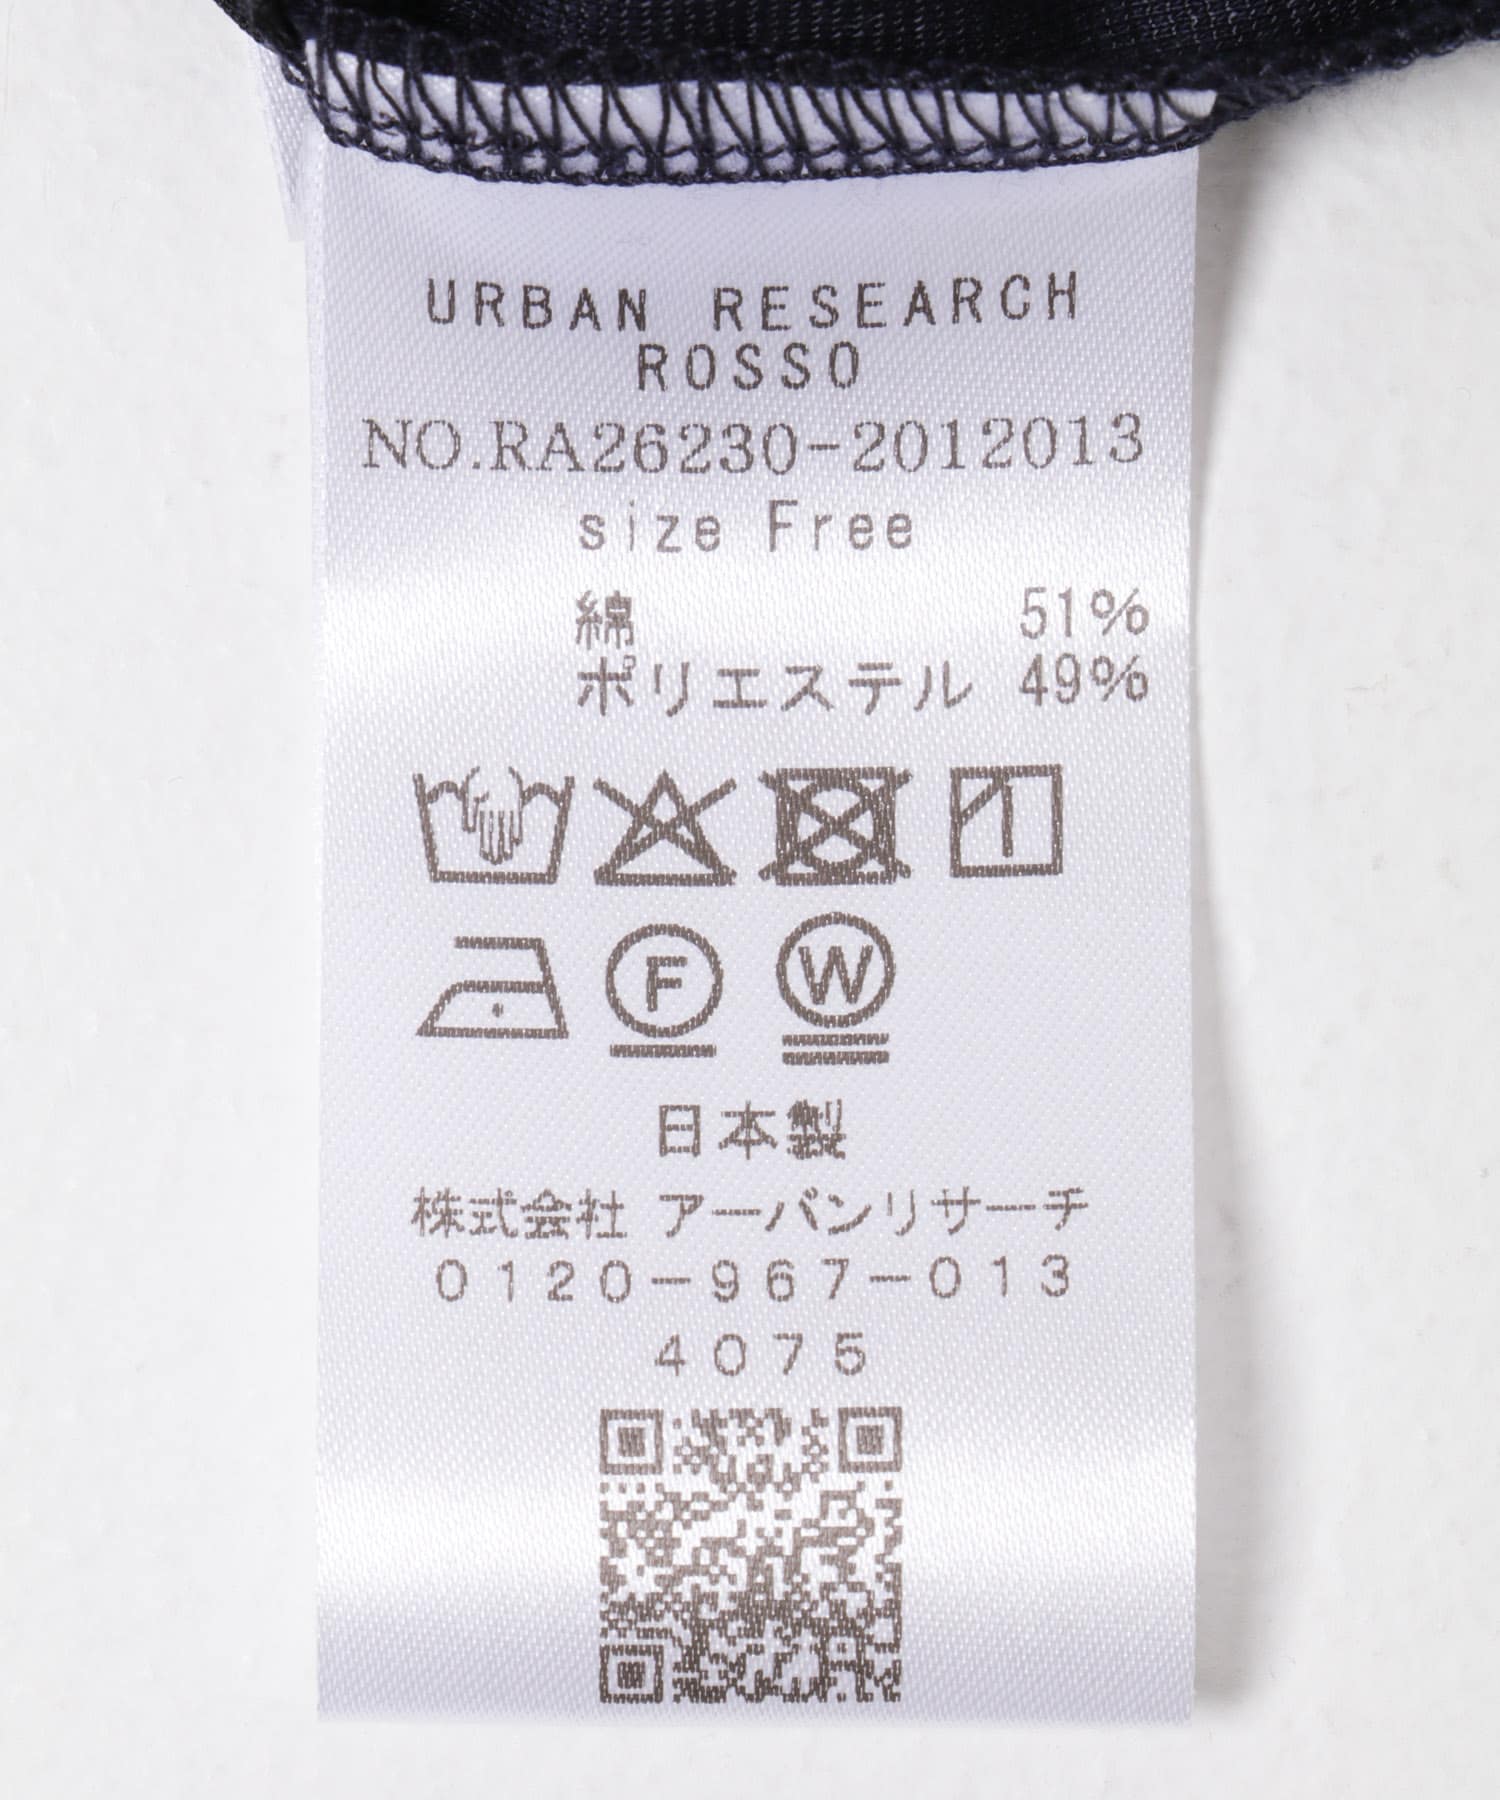 URBAN RESEARCH
ROSSO
NO.RA26230-2012013
size Free
綿 51%
ポリエステル 49%
F W
日本製
株式会社 アーバンリサーチ
0120-967-013
4075